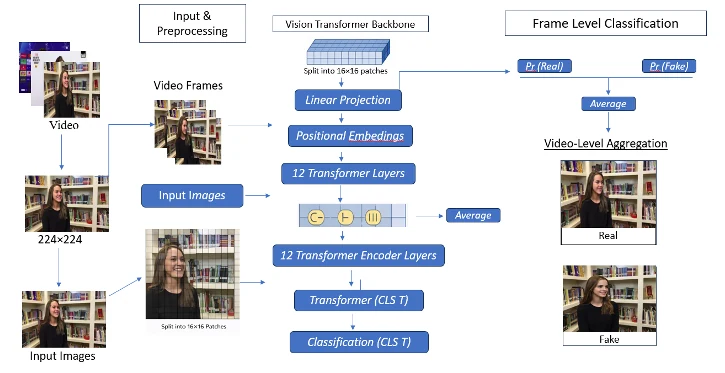 Input &
Preprocessing
Vision Transformer Backbone
Frame Level Classification
Video
224×224
Input Images
Video Frames
Input Images
Split into 16×16 Patches
Split into 16×16 patches
Linear Projection
Positional Embedings
12 Transformer Layers
Average
12 Transformer Encoder Layers
Transformer (CLS T)
Classification (CLS T)
Pr (Real)
Pr (Fake)
Average
Video-Level Aggregation
Real
Fake